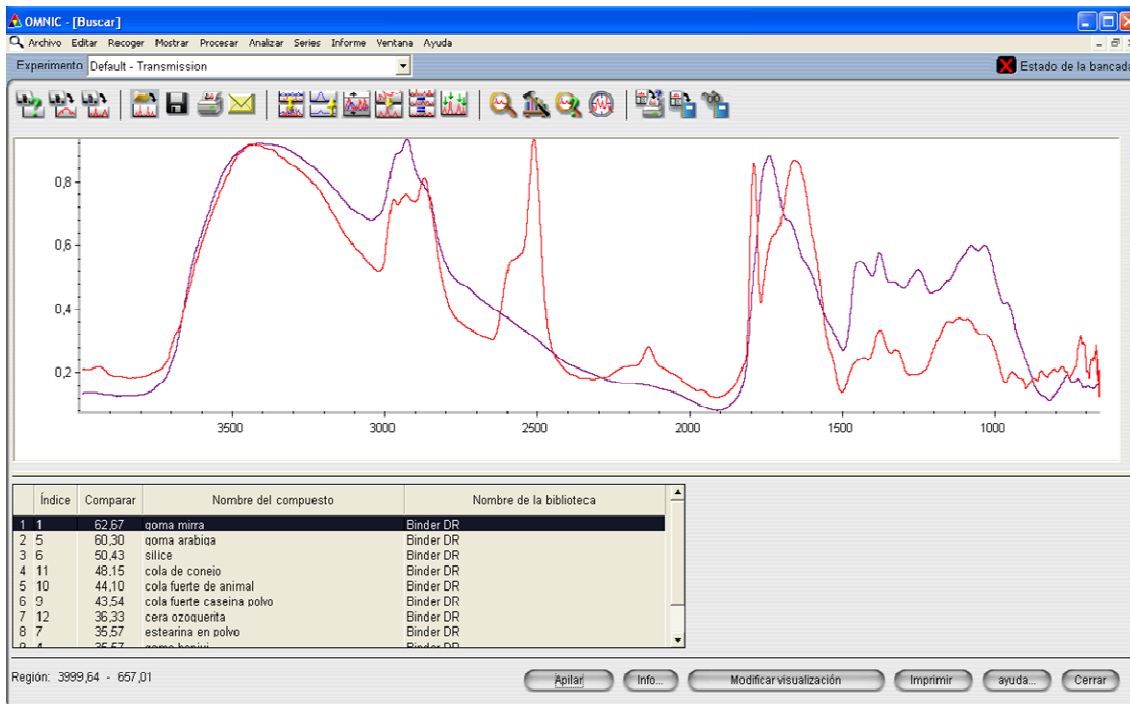 OMNIC - [Buscar]
Archivo Editar Recoger Mostrar Procesar Analizar Series Informe Ventana Ayuda
Experimento Default - Transmission Estado de la bancada
0,8
0,6
0,4
0,2
3500 3000 2500 2000 1500 1000
Índice Comparar Nombre del compuesto Nombre de la biblioteca
1 1 62,67 goma mirra Binder DR
2 5 60,30 goma arabiga Binder DR
3 6 50,43 silice Binder DR
4 11 48,15 cola de conejo Binder DR
5 10 44,10 cola fuerte de animal Binder DR
6 9 43,54 cola fuerte caseina polvo Binder DR
7 12 36,33 cera ozoquerita Binder DR
8 7 35,57 estearina en polvo Binder DR
Región: 3999,64 - 657,01 Apilar Info... Modificar visualización Imprimir ayuda... Cerrar